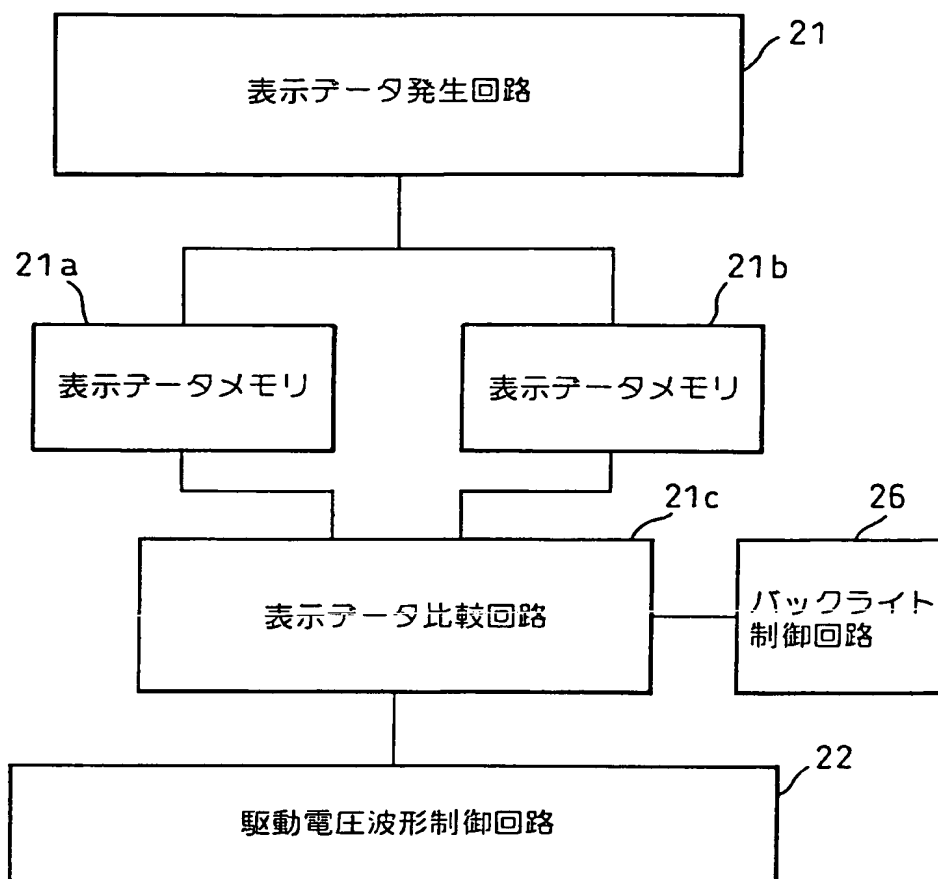 21
表示データ発生回路
21a
21b
表示データメモリ
表示データメモリ
21c
26
表示データ比較回路
バックライト
制御回路
22
駆動電圧波形制御回路